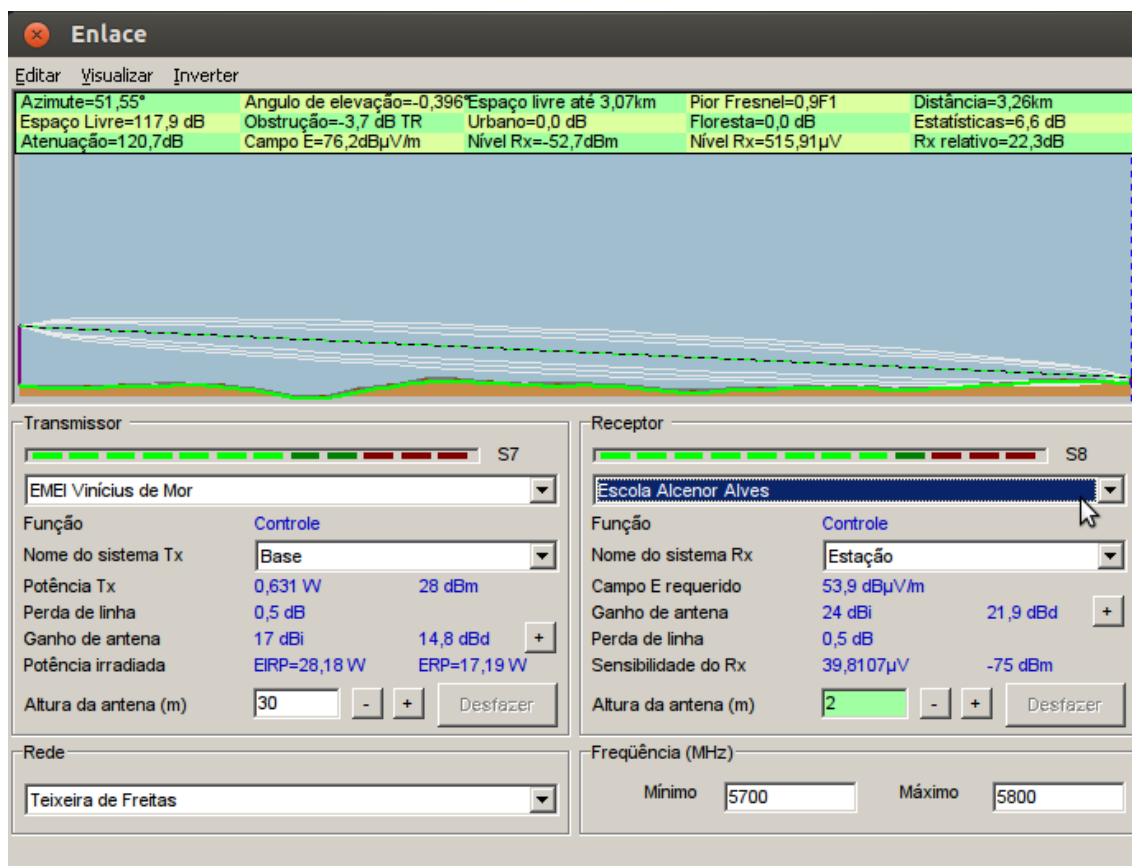 Enlace
Editar Visualizar Inverter
Azimute=51,55° Angulo de elevação=-0,396° Espaço livre até 3,07km Pior Fresnel=0,9F1 Distância=3,26km
Espaço Livre=117,9 dB Obstrução=-3,7 dB TR Urbano=0,0 dB Floresta=0,0 dB Estatísticas=6,6 dB
Atenuação=120,7dB Campo E=76,2dBµV/m Nível Rx=-52,7dBm Nível Rx=515,91µV Rx relativo=22,3dB
Transmissor
S7
EMEI Vinícius de Mor
Função Controle
Nome do sistema Tx Base
Potência Tx 0,631 W 28 dBm
Perda de linha 0,5 dB
Ganho de antena 17 dBi 14,8 dBd +
Potência irradiada EIRP=28,18 W ERP=17,19 W
Altura da antena (m) 30 - + Desfazer
Rede
Teixeira de Freitas
Receptor
S8
Escola Alcenor Alves
Função Controle
Nome do sistema Rx Estação
Campo E requerido 53,9 dBµV/m
Ganho de antena 24 dBi 21,9 dBd +
Perda de linha 0,5 dB
Sensibilidade do Rx 39,8107µV -75 dBm
Altura da antena (m) 2 - + Desfazer
Freqüência (MHz)
Mínimo 5700 Máximo 5800